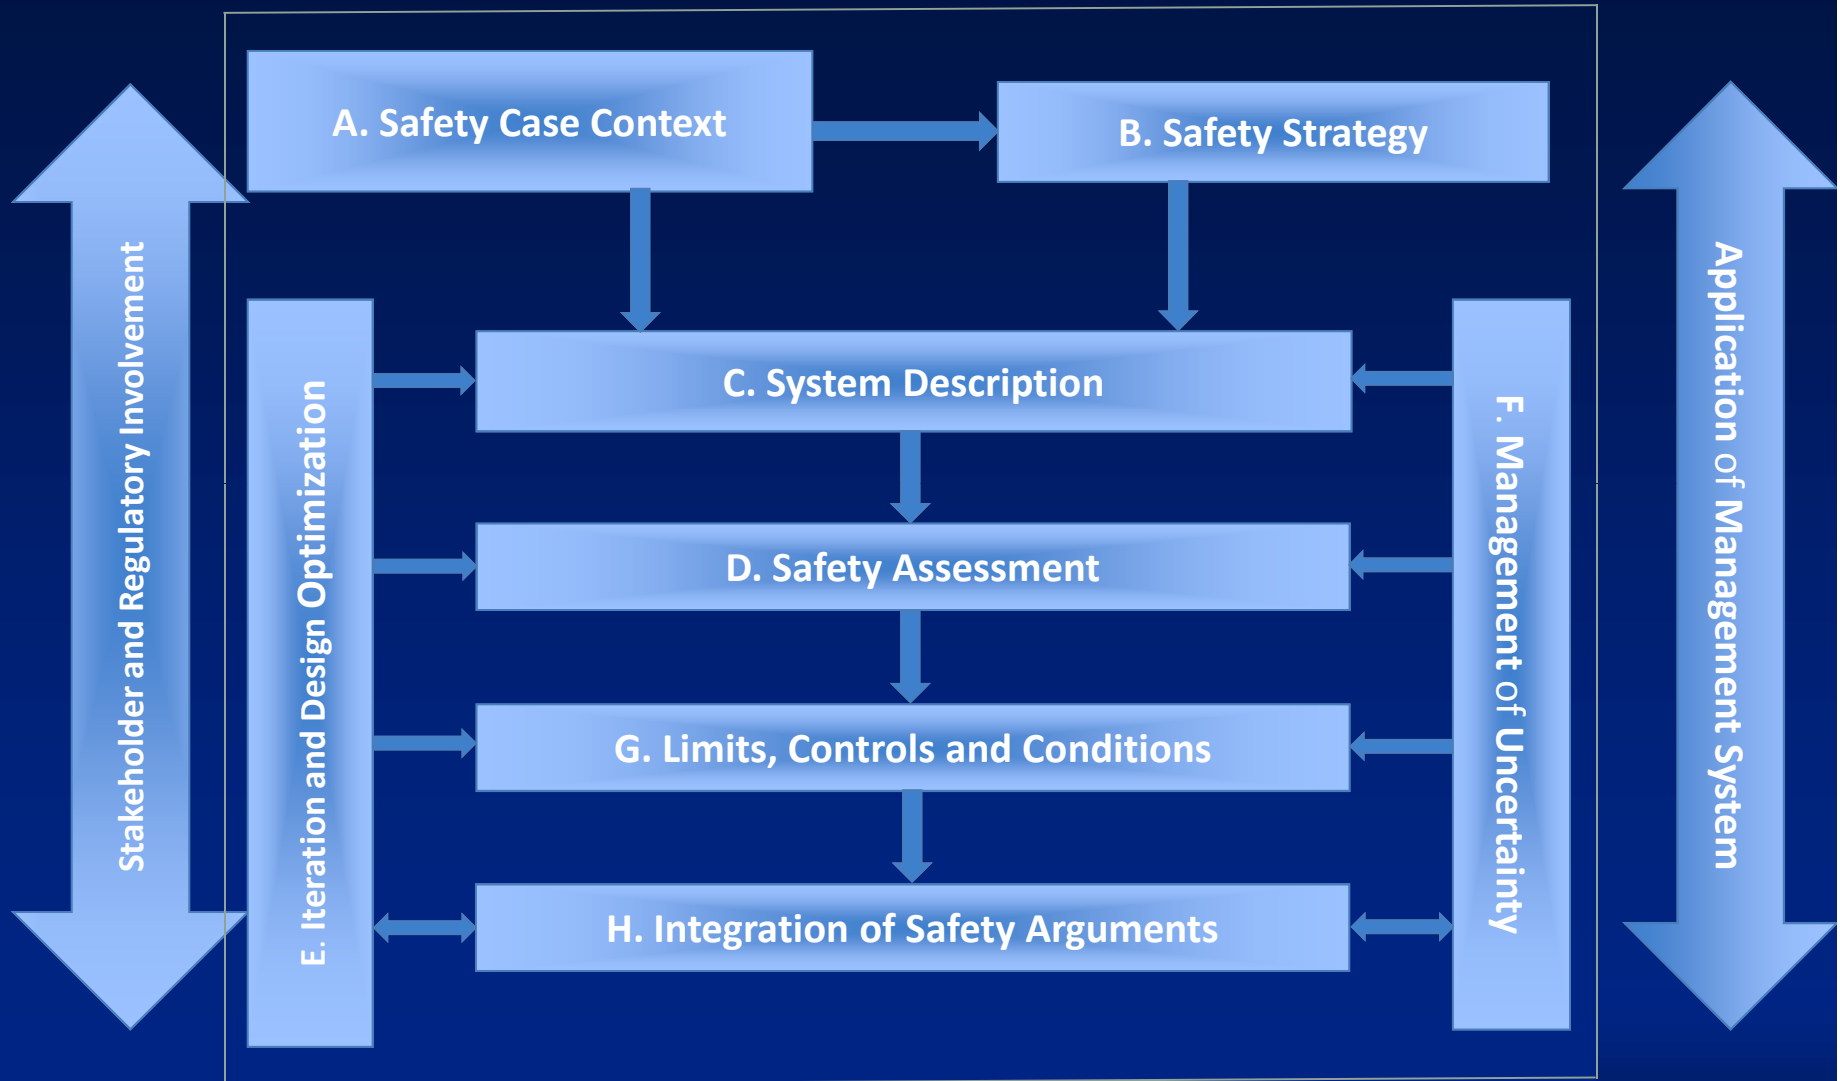 A. Safety Case Context
B. Safety Strategy
Stakeholder and Regulatory Involvement
E. Iteration and Design Optimization
C. System Description
D. Safety Assessment
G. Limits, Controls and Conditions
H. Integration of Safety Arguments
F. Management of Uncertainty
Application of Management System